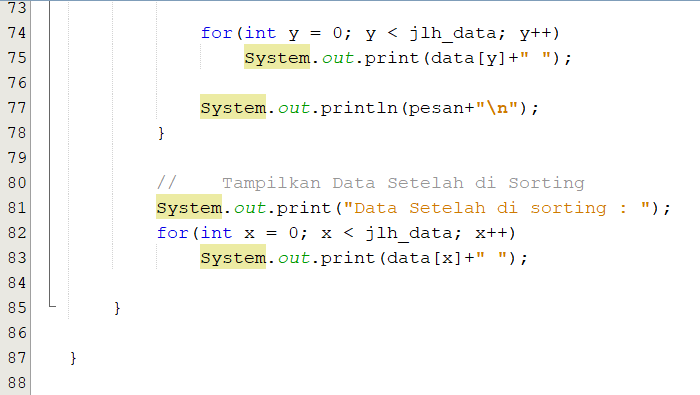 73
74 for(int y = 0; y < jlh_data; y++)
75 System.out.print(data[y]+" ");
76
77 System.out.println(pesan+"\n");
78 }
79
80 // Tampilkan Data Setelah di Sorting
81 System.out.print("Data Setelah di sorting : ");
82 for(int x = 0; x < jlh_data; x++)
83 System.out.print(data[x]+" ");
84
85 }
86
87 }
88